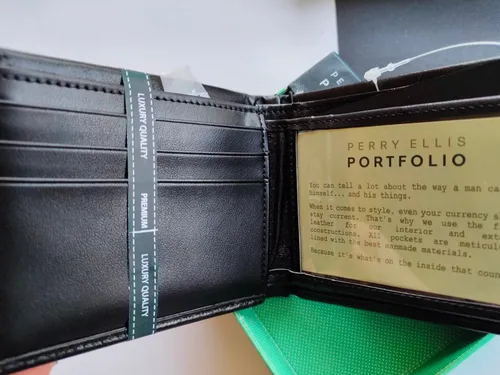 LUXURY QUALITY
PREMIUM
LUXURY QUALITY
PE
PERRY ELLIS
PORTFOLIO
You can tell a lot about the way a man ca
himself... and his things.
When it comes to style, even your currency s
stay current. That's why we use the fi
leather for our interior and ext
constructions. All pockets are meticul
lined with the best manmade materials.
Because it's what's on the inside that coun